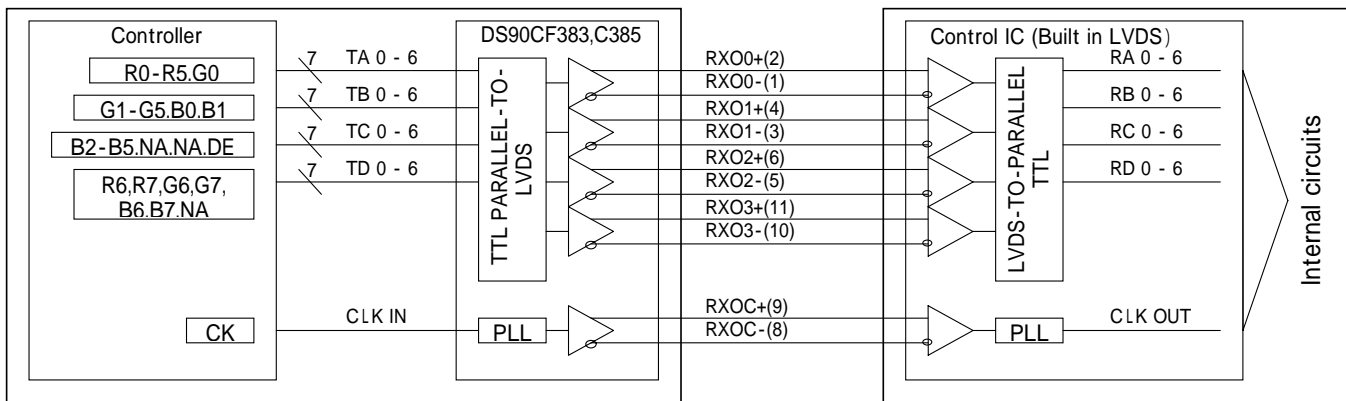 Controller
R0-R5.G0
G1-G5.B0.B1
B2-B5.NA.NA.DE
R6,R7,G6,G7,
B6.B7.NA
CK
7
TA 0 - 6
7
TB 0 - 6
7
TC 0 - 6
7
TD 0 - 6
CLK IN
DS90CF383,C385
TTL PARALLEL-TO-
LVDS
PLL
RXO0+(2)
RXO0-(1)
RXO1+(4)
RXO1-(3)
RXO2+(6)
RXO2-(5)
RXO3+(11)
RXO3-(10)
RXOC+(9)
RXOC-(8)
Control IC (Built in LVDS)
LVDS-TO-PARALLEL
TTL
PLL
RA 0 - 6
RB 0 - 6
RC 0 - 6
RD 0 - 6
CLK OUT
Internal circuits